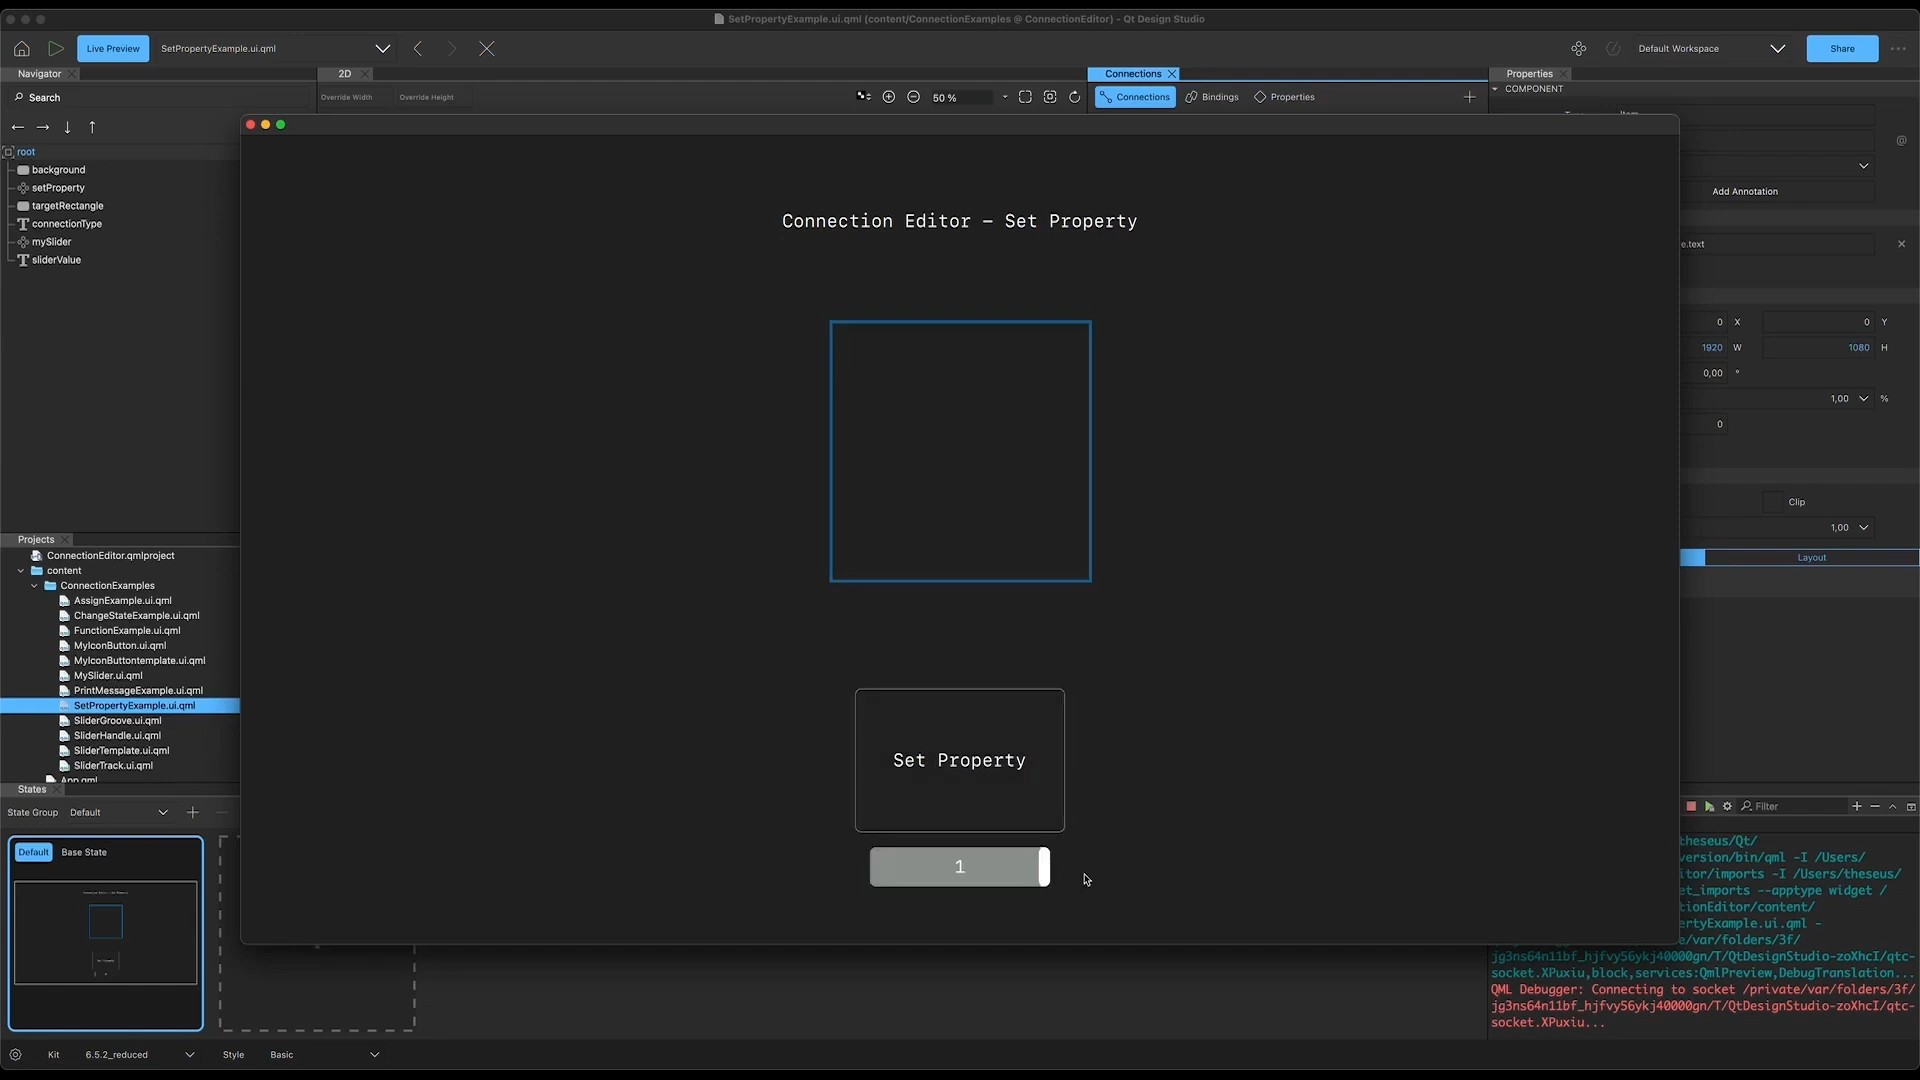 SetPropertyExample.ui.qml (content/ConnectionExamples @ ConnectionEditor) - Qt Design Studio
Live Preview
SetPropertyExample.ui.qml
Default Workspace
Share
Navigator
2D
Connections
Properties
Search
Override Width
Override Height
50 %
Connections
Bindings
Properties
COMPONENT
root
background
setProperty
targetRectangle
connectionType
mySlider
sliderValue
Add Annotation
Connection Editor - Set Property
e.text
0 X
0 Y
1920 W
1080 H
0,00 °
1,00 %
0
Clip
1,00
Layout
Set Property
1
Projects
ConnectionEditor.qmlproject
content
ConnectionExamples
AssignExample.ui.qml
ChangeStateExample.ui.qml
FunctionExample.ui.qml
MyIconButton.ui.qml
MyIconButtontemplate.ui.qml
MySlider.ui.qml
PrintMessageExample.ui.qml
SetPropertyExample.ui.qml
SliderGroove.ui.qml
SliderHandle.ui.qml
SliderTemplate.ui.qml
SliderTrack.ui.qml
App.qml
States
State Group
Default
Default
Base State
Filter
theseus/Qt/
version/bin/qml -I /Users/
itor/imports -I /Users/theseus/
et_imports --apptype widget /
tionEditor/content/
ertyExample.ui.qml -
e/var/folders/3f/
jg3ns64n11bf_hjfvy56ykj40000gn/T/QtDesignStudio-zoXhcI/qtc-
socket.XPuxiu,block,services:QmlPreview,DebugTranslation...
QML Debugger: Connecting to socket /private/var/folders/3f/
jg3ns64n11bf_hjfvy56ykj40000gn/T/QtDesignStudio-zoXhcI/qtc-
socket.XPuxiu...
Kit
6.5.2_reduced
Style
Basic